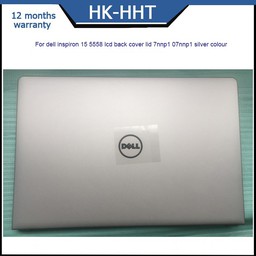 12 months
warranty
HK-HHT
For dell inspiron 15 5558 lcd back cover lid 7nnp1 07nnp1 silver colour
DELL